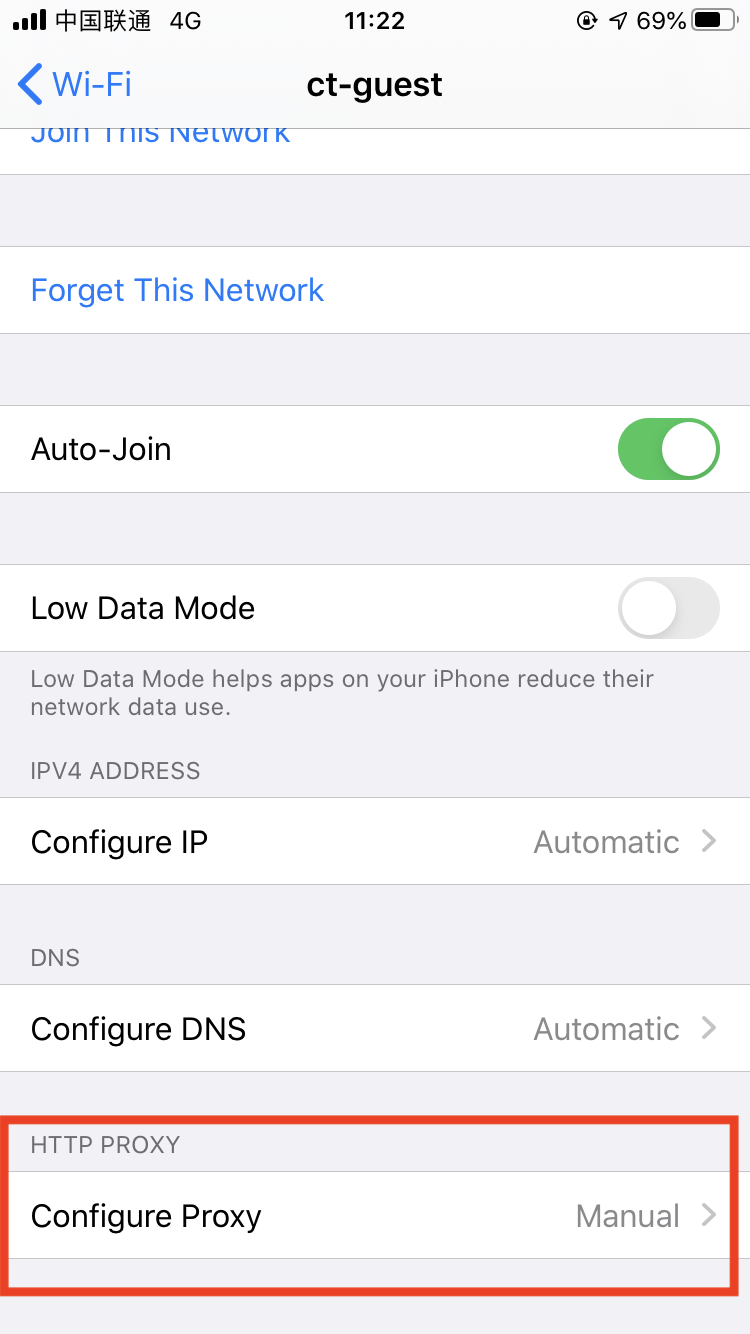 中国联通 4G 11:22 69%
Wi-Fi ct-guest
Join This Network
Forget This Network
Auto-Join
Low Data Mode
Low Data Mode helps apps on your iPhone reduce their
network data use.
IPV4 ADDRESS
Configure IP Automatic
DNS
Configure DNS Automatic
HTTP PROXY
Configure Proxy Manual